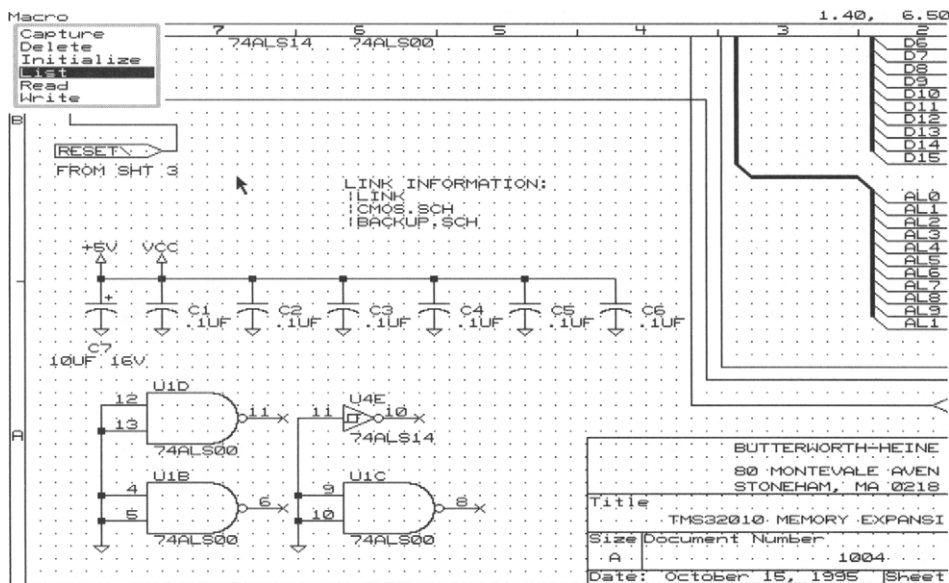 Macro 1.40, 6.50
Capture
Delete
Initialize
List
Read
Write
7 6 5 4 3 2
74ALS14 74ALS00
D6
D7
D8
D9
D10
D11
D12
D13
D14
D15
B
RESET\
FROM SHT 3
LINK INFORMATION:
|LINK
|CMOS.SCH
|BACKUP.SCH
AL0
AL1
AL2
AL3
AL4
AL5
AL6
AL7
AL8
AL9
AL1
+5V VCC
+
C1 C2 C3 C4 C5 C6
.1UF .1UF .1UF .1UF .1UF .1UF
C7
10UF 16V
U1D U4E
12 11 11 10
13
74ALS00 74ALS14
A
U1B U1C
4 6 9 8
5 10
74ALS00 74ALS00
BUTTERWORTH-HEINE
80 MONTEVALE AVEN
STONEHAM, MA 0218
Title
TMS32010 MEMORY EXPANSI
Size Document Number
A 1004
Date: October 15, 1995 Sheet